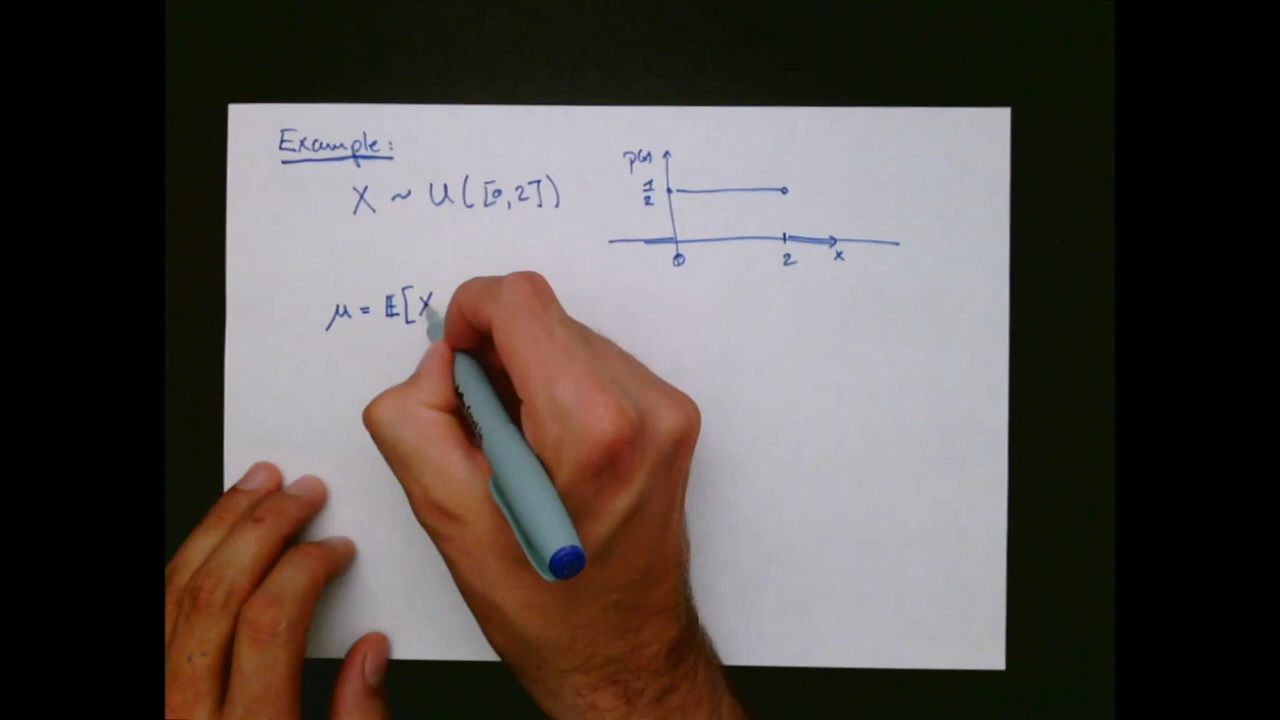 Example:
X ~ U([0,2])
p(x)
1
2
0
2
x
μ = E[X